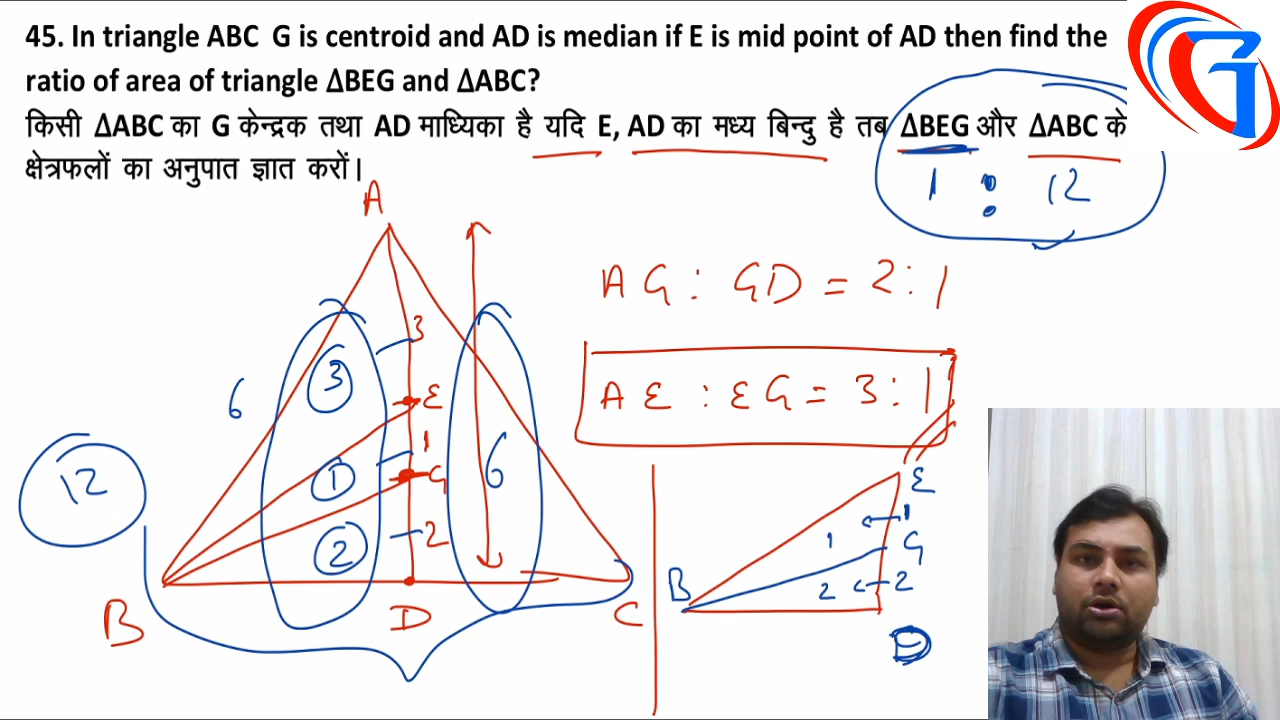 45. In triangle ABC G is centroid and AD is median if E is mid point of AD then find the
ratio of area of triangle ΔBEG and ΔABC?
किसी ΔABC का G केन्द्रक तथा AD माध्यिका है यदि E, AD का मध्य बिन्दु है तब ΔBEG और ΔABC के
क्षेत्रफलों का अनुपात ज्ञात करों।
1 : 12
A
AG : GD = 2 : 1
3
3
E
AE : EG = 3 : 1
6
1
1
G
6
12
2
2
B
D
C
E
1
1
G
B
2
2
D
G